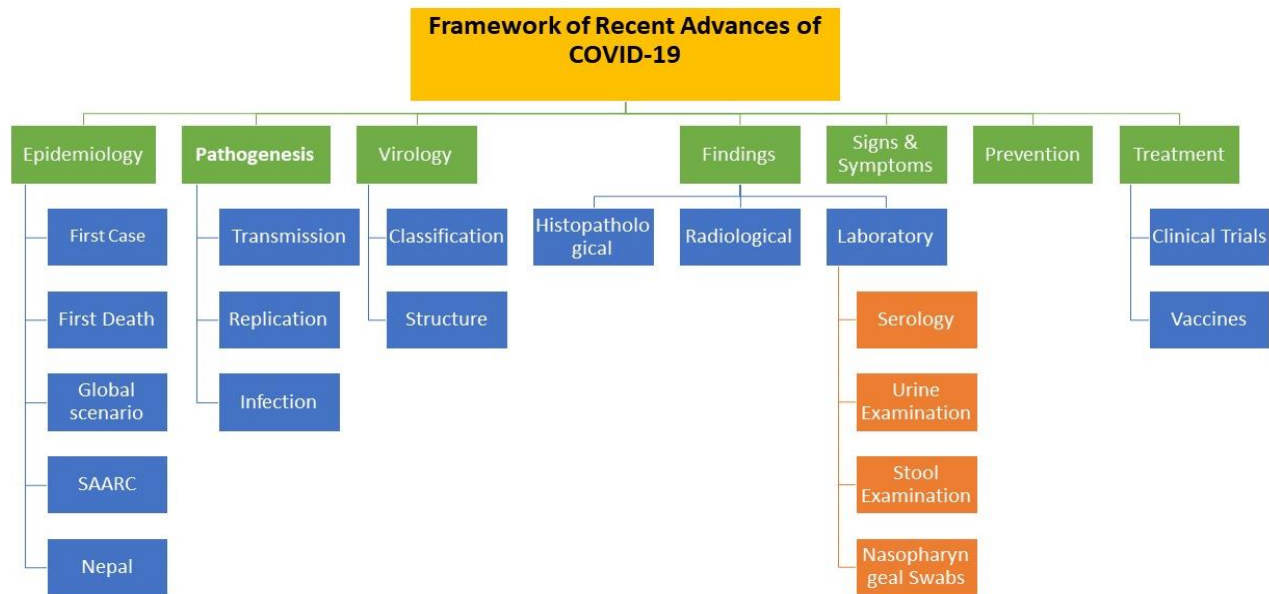 Framework of Recent Advances of
COVID-19
Epidemiology
Pathogenesis
Virology
Findings
Signs &
Symptoms
Prevention
Treatment
First Case
Transmission
Classification
Histopatholo
gical
Radiological
Laboratory
Clinical Trials
First Death
Replication
Structure
Serology
Vaccines
Global
scenario
Infection
Urine
Examination
SAARC
Stool
Examination
Nepal
Nasopharyn
geal Swabs